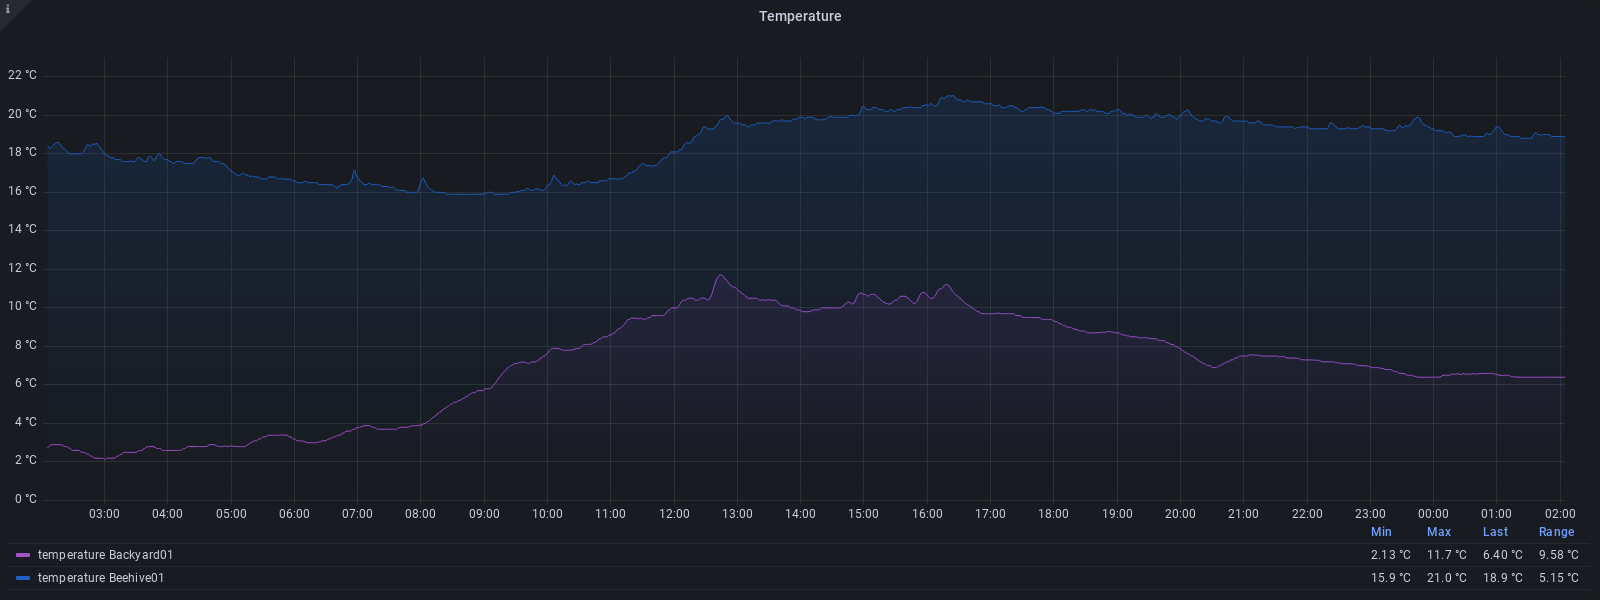 i
Temperature
22 °C
20 °C
18 °C
16 °C
14 °C
12 °C
10 °C
8 °C
6 °C
4 °C
2 °C
0 °C
03:00 04:00 05:00 06:00 07:00 08:00 09:00 10:00 11:00 12:00 13:00 14:00 15:00 16:00 17:00 18:00 19:00 20:00 21:00 22:00 23:00 00:00 01:00 02:00
Min Max Last Range
temperature Backyard01 2.13 °C 11.7 °C 6.40 °C 9.58 °C
temperature Beehive01 15.9 °C 21.0 °C 18.9 °C 5.15 °C